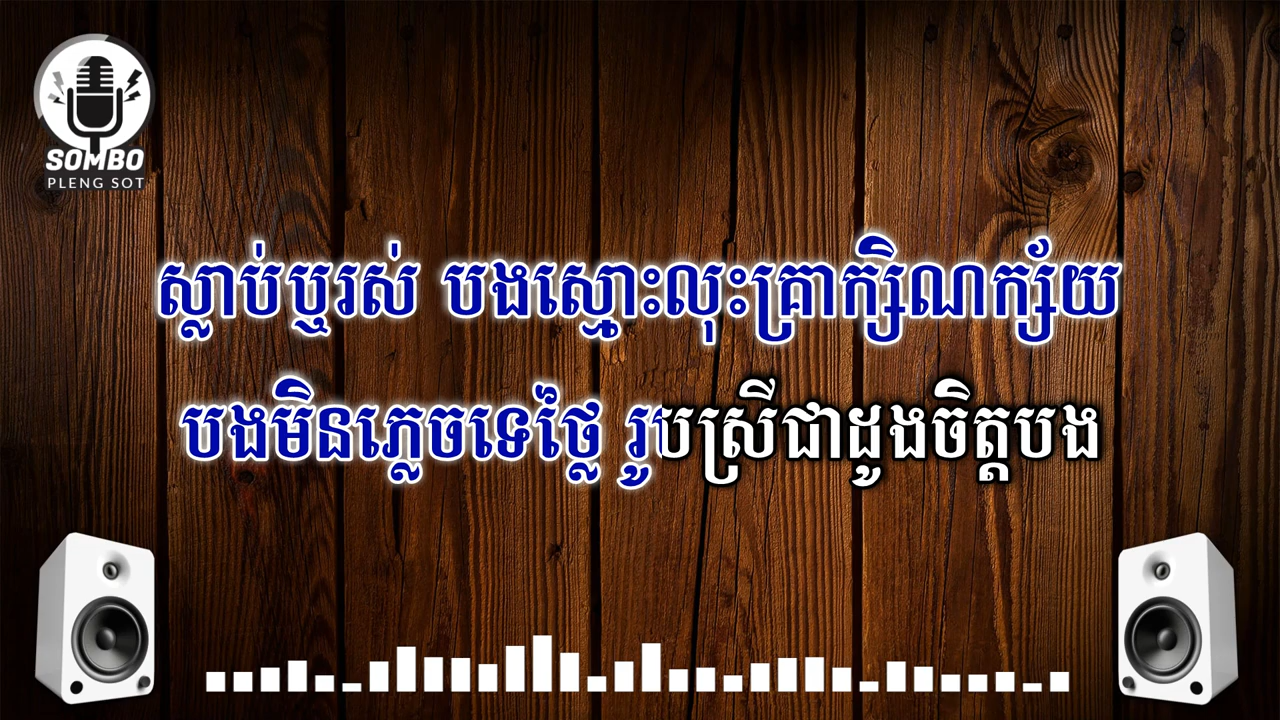 SOMBO
PLENG SOT
ស្លាប់ឬរស់ បងស្មោះលុះគ្រាក្សិណក្ស័យ
បងមិនភ្លេចទេថ្លៃ រូបស្រីជាដួងចិត្តបង